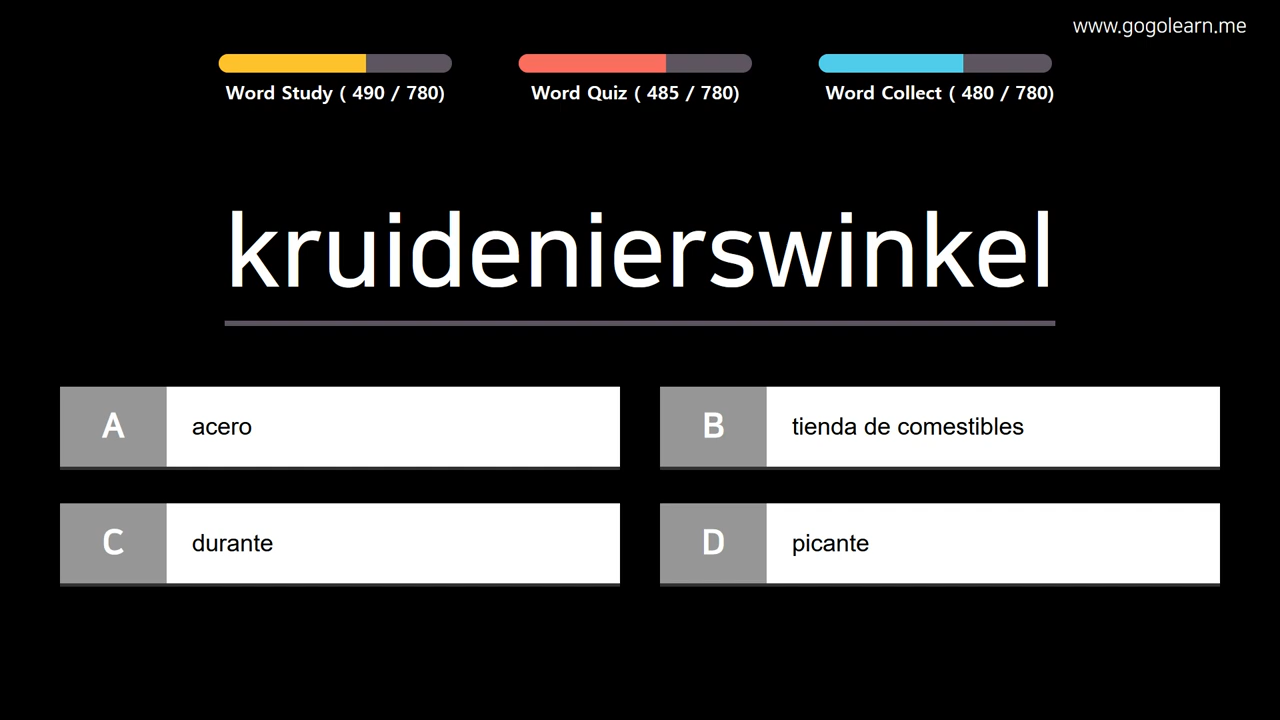 www.gogolearn.me
Word Study ( 490 / 780)
Word Quiz ( 485 / 780)
Word Collect ( 480 / 780)
kruidenierswinkel
A acero
B tienda de comestibles
C durante
D picante